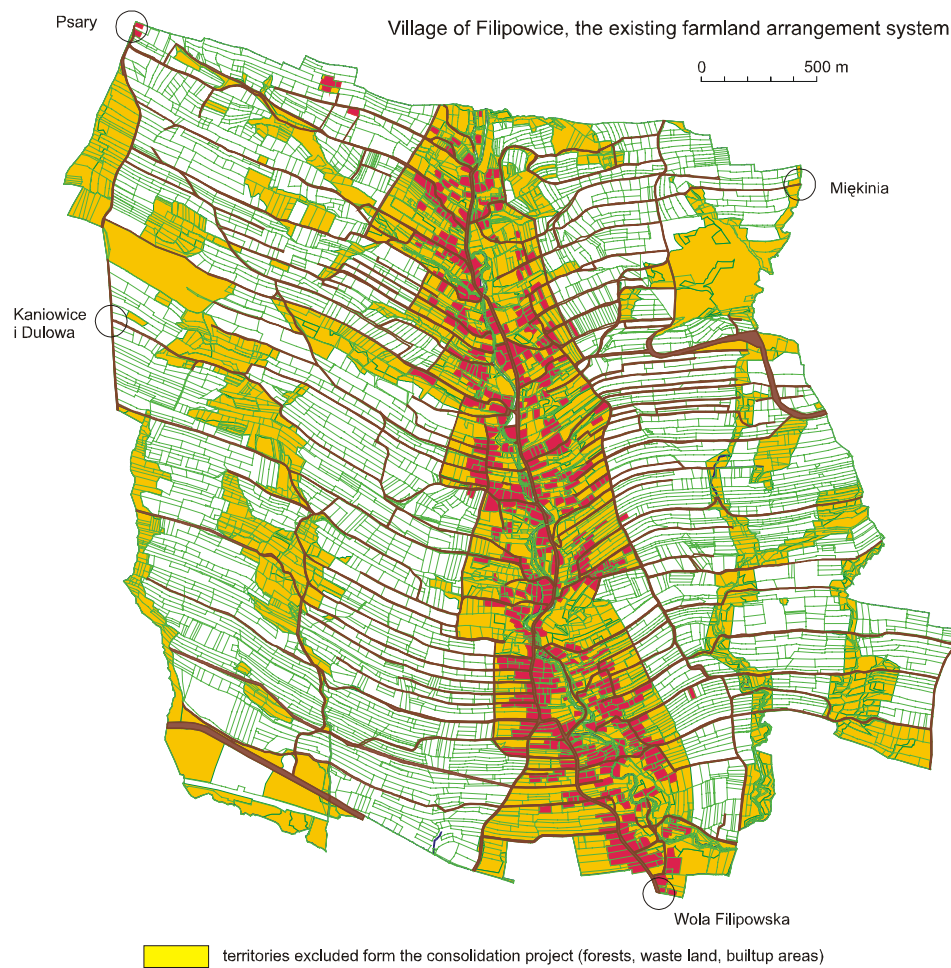 Psary
Village of Filipowice, the existing farmland arrangement system
0 500 m
Miękinia
Kaniowice
i Dulowa
Wola Filipowska
territories excluded form the consolidation project (forests, waste land, builtup areas)